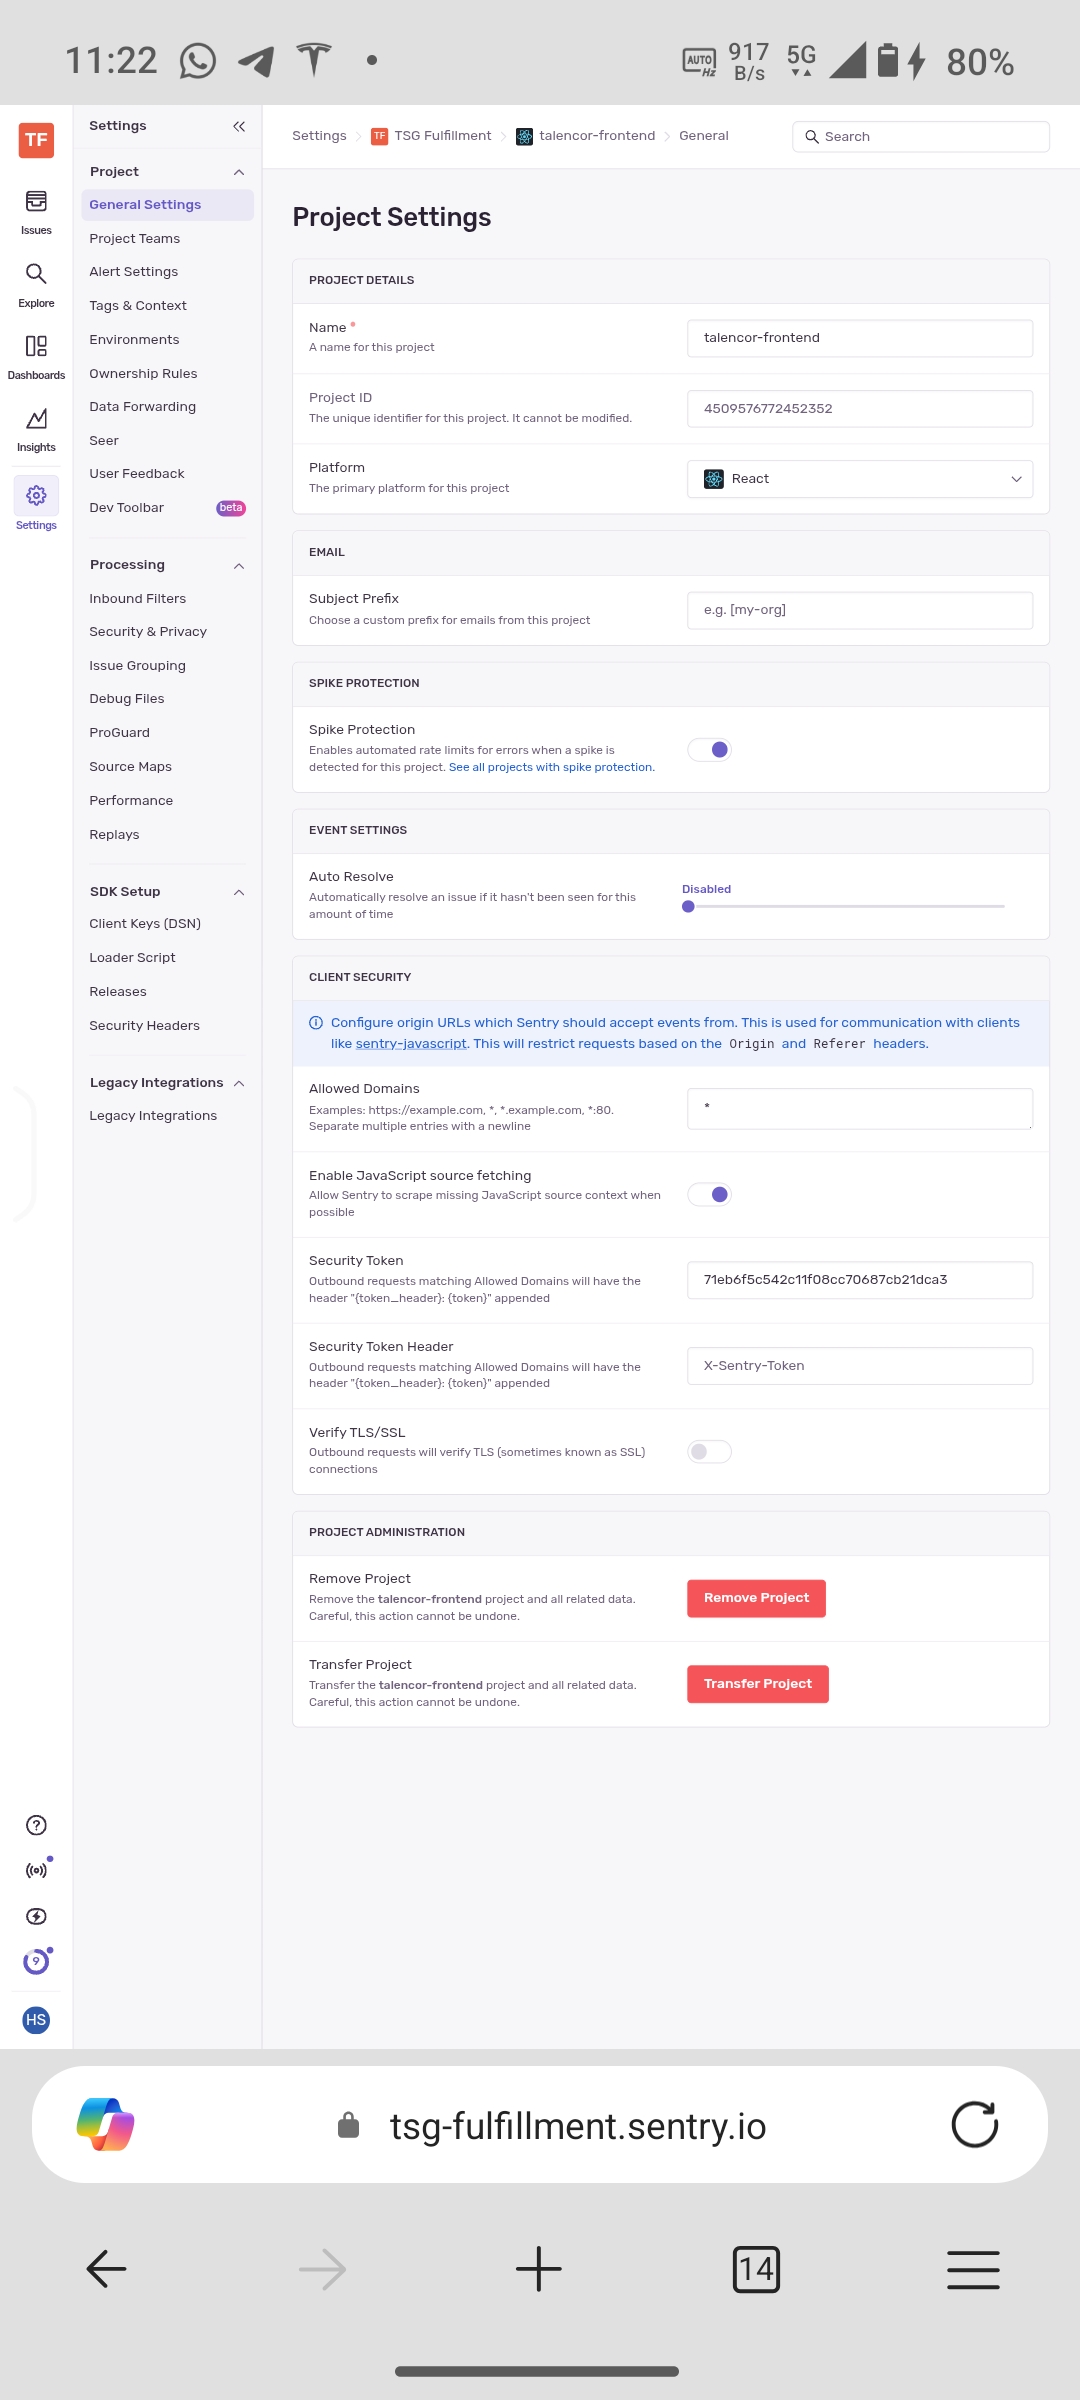 11:22
AUTO Hz
917 B/s
5G
80%
TF
Issues
Explore
Dashboards
Insights
Settings
Settings
Project
General Settings
Project Teams
Alert Settings
Tags & Context
Environments
Ownership Rules
Data Forwarding
Seer
User Feedback
Dev Toolbar beta
Processing
Inbound Filters
Security & Privacy
Issue Grouping
Debug Files
ProGuard
Source Maps
Performance
Replays
SDK Setup
Client Keys (DSN)
Loader Script
Releases
Security Headers
Legacy Integrations
Legacy Integrations
9
HS
Settings > TF TSG Fulfillment > talencor-frontend > General
Search
Project Settings
PROJECT DETAILS
Name *
A name for this project
talencor-frontend
Project ID
The unique identifier for this project. It cannot be modified.
4509576772452352
Platform
The primary platform for this project
React
EMAIL
Subject Prefix
Choose a custom prefix for emails from this project
e.g. [my-org]
SPIKE PROTECTION
Spike Protection
Enables automated rate limits for errors when a spike is
detected for this project. See all projects with spike protection.
EVENT SETTINGS
Auto Resolve
Automatically resolve an issue if it hasn't been seen for this
amount of time
Disabled
CLIENT SECURITY
Configure origin URLs which Sentry should accept events from. This is used for communication with clients
like sentry-javascript. This will restrict requests based on the Origin and Referer headers.
Allowed Domains
Examples: https://example.com, *, *.example.com, *:80.
Separate multiple entries with a newline
*
Enable JavaScript source fetching
Allow Sentry to scrape missing JavaScript source context when
possible
Security Token
Outbound requests matching Allowed Domains will have the
header "{token_header}: {token}" appended
71eb6f5c542c11f08cc70687cb21dca3
Security Token Header
Outbound requests matching Allowed Domains will have the
header "{token_header}: {token}" appended
X-Sentry-Token
Verify TLS/SSL
Outbound requests will verify TLS (sometimes known as SSL)
connections
PROJECT ADMINISTRATION
Remove Project
Remove the talencor-frontend project and all related data.
Careful, this action cannot be undone.
Remove Project
Transfer Project
Transfer the talencor-frontend project and all related data.
Careful, this action cannot be undone.
Transfer Project
tsg-fulfillment.sentry.io
14